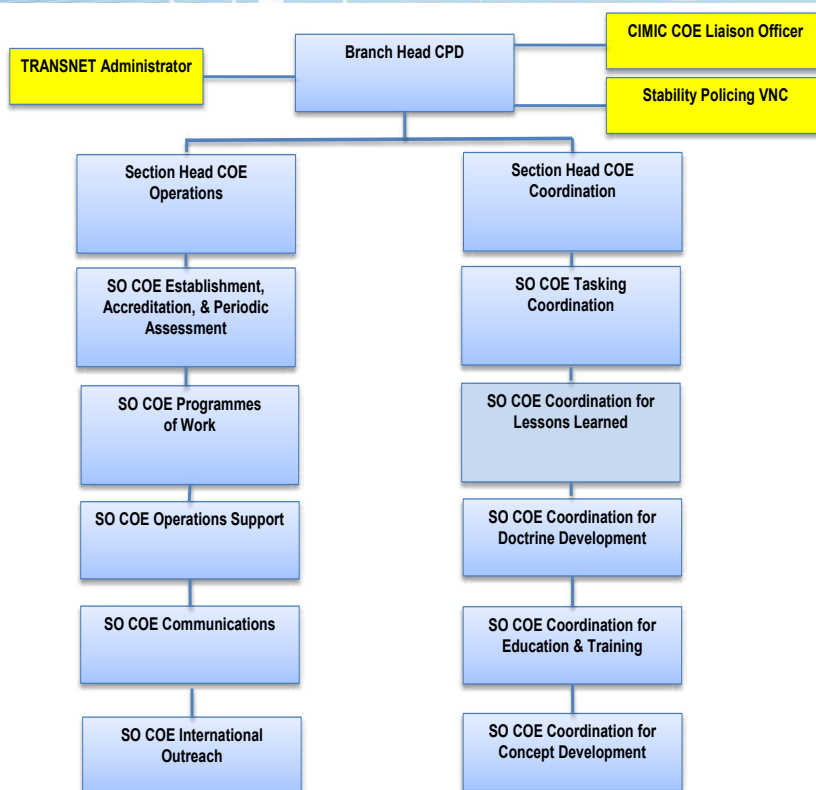 TRANSNET Administrator
Branch Head CPD
CIMIC COE Liaison Officer
Stability Policing VNC
Section Head COE
Operations
SO COE Establishment,
Accreditation, & Periodic
Assessment
SO COE Programmes
of Work
SO COE Operations Support
SO COE Communications
SO COE International
Outreach
Section Head COE
Coordination
SO COE Tasking
Coordination
SO COE Coordination for
Lessons Learned
SO COE Coordination for
Doctrine Development
SO COE Coordination for
Education & Training
SO COE Coordination for
Concept Development